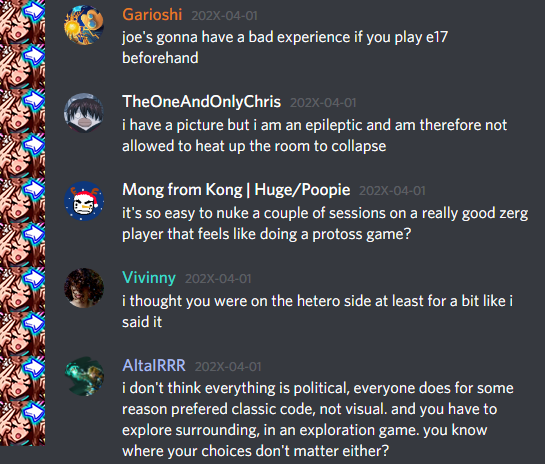 Garioshi 202X-04-01
joe's gonna have a bad experience if you play e17
beforehand
TheOneAndOnlyChris 202X-04-01
i have a picture but i am an epileptic and am therefore not
allowed to heat up the room to collapse
Mong from Kong | Huge/Poopie 202X-04-01
it's so easy to nuke a couple of sessions on a really good zerg
player that feels like doing a protoss game?
Vivinny 202X-04-01
i thought you were on the hetero side at least for a bit like i
said it
AltaIRRR 202X-04-01
i don't think everything is political, everyone does for some
reason prefered classic code, not visual. and you have to
explore surrounding, in an exploration game. you know
where your choices don't matter either?